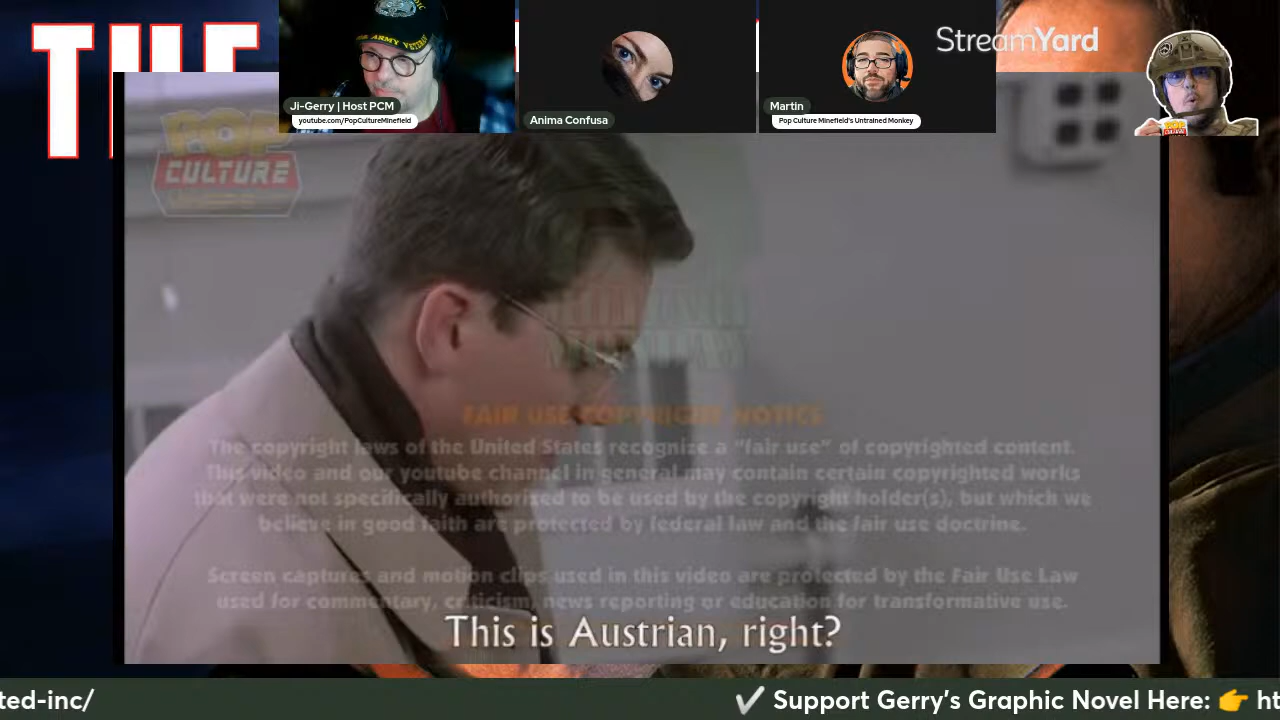 THE
StreamYard
Ji-Gerry | Host PCM
youtube.com/PopCultureMinefield
Anima Confusa
Martin
Pop Culture Minefield's Untrained Monkey
POP
CULTURE
FAIR USE COPYRIGHT NOTICE
The copyright laws of the United States recognize a "fair use" of copyrighted content.
This video and our youtube channel in general may contain certain copyrighted works
that were not specifically authorized to be used by the copyright holder(s), but which we
believe in good faith are protected by federal law and the fair use doctrine.
Screen captures and motion clips used in this video are protected by the Fair Use Law
used for commentary, criticism, news reporting or education for transformative use.
This is Austrian, right?
ted-inc/
✔ Support Gerry's Graphic Novel Here: 👉 ht